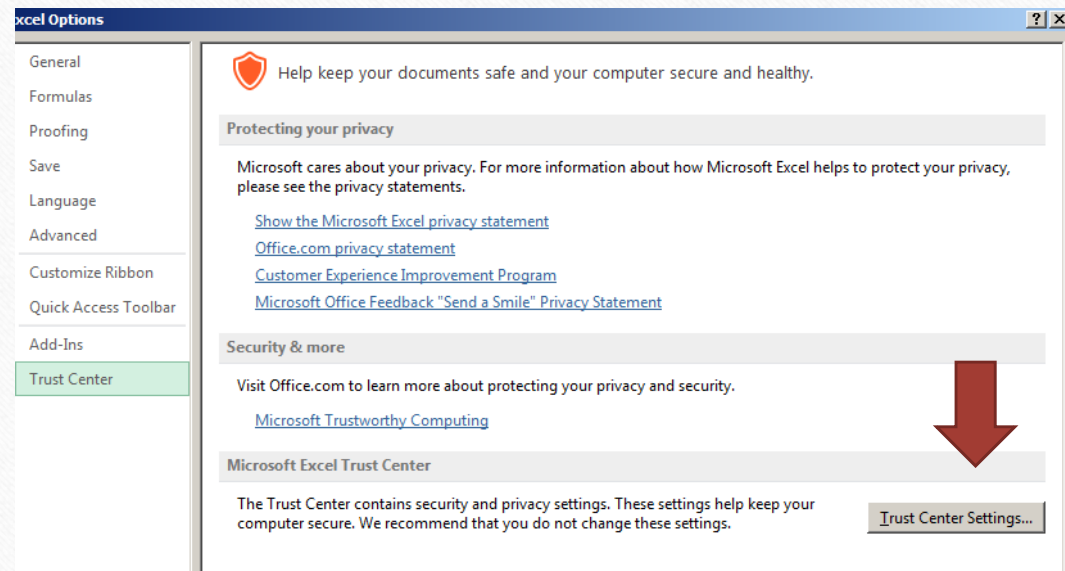 xcel Options
? X
General
Formulas
Proofing
Save
Language
Advanced
Customize Ribbon
Quick Access Toolbar
Add-Ins
Trust Center
Help keep your documents safe and your computer secure and healthy.
Protecting your privacy
Microsoft cares about your privacy. For more information about how Microsoft Excel helps to protect your privacy,
please see the privacy statements.
Show the Microsoft Excel privacy statement
Office.com privacy statement
Customer Experience Improvement Program
Microsoft Office Feedback "Send a Smile" Privacy Statement
Security & more
Visit Office.com to learn more about protecting your privacy and security.
Microsoft Trustworthy Computing
Microsoft Excel Trust Center
The Trust Center contains security and privacy settings. These settings help keep your
computer secure. We recommend that you do not change these settings.
Trust Center Settings...